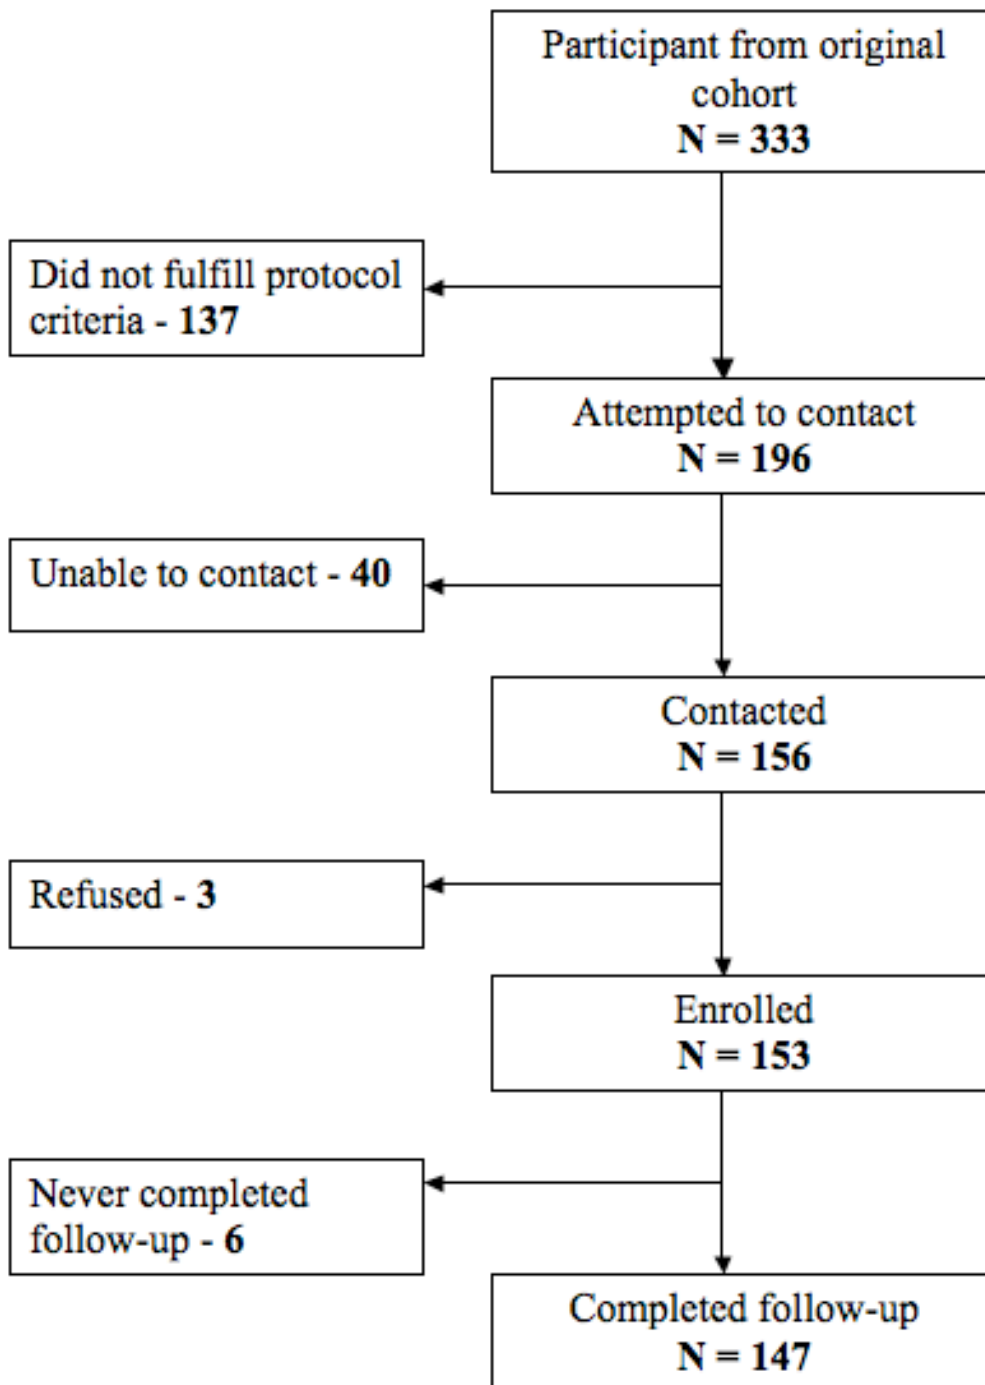 Participant from original
cohort
N = 333
Did not fulfill protocol
criteria - 137
Attempted to contact
N = 196
Unable to contact - 40
Contacted
N = 156
Refused - 3
Enrolled
N = 153
Never completed
follow-up - 6
Completed follow-up
N = 147